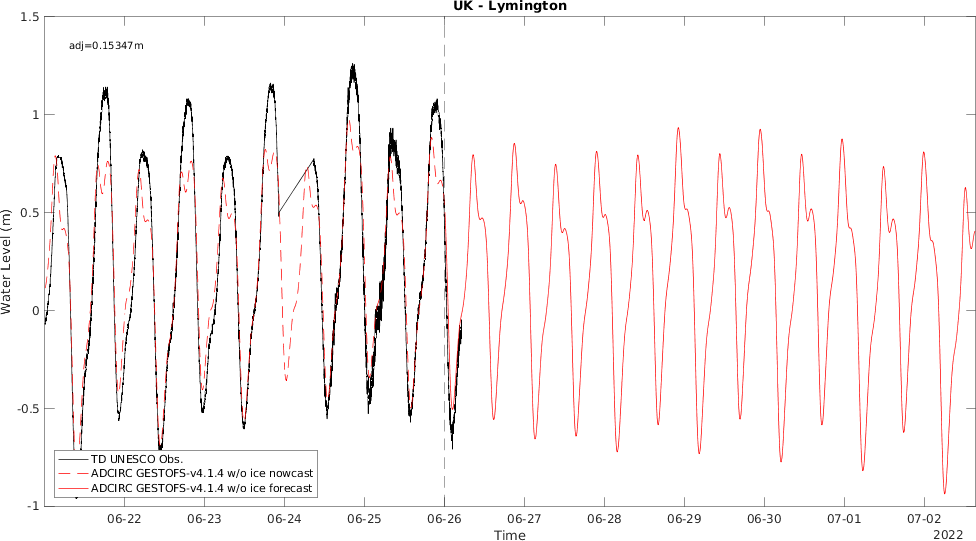 UK - Lymington
adj=0.15347m
Water Level (m)
1.5
1
0.5
0
-0.5
-1
TD UNESCO Obs.
ADCIRC GESTOFS-v4.1.4 w/o ice nowcast
ADCIRC GESTOFS-v4.1.4 w/o ice forecast
06-22 06-23 06-24 06-25 06-26 06-27 06-28 06-29 06-30 07-01 07-02
Time
2022